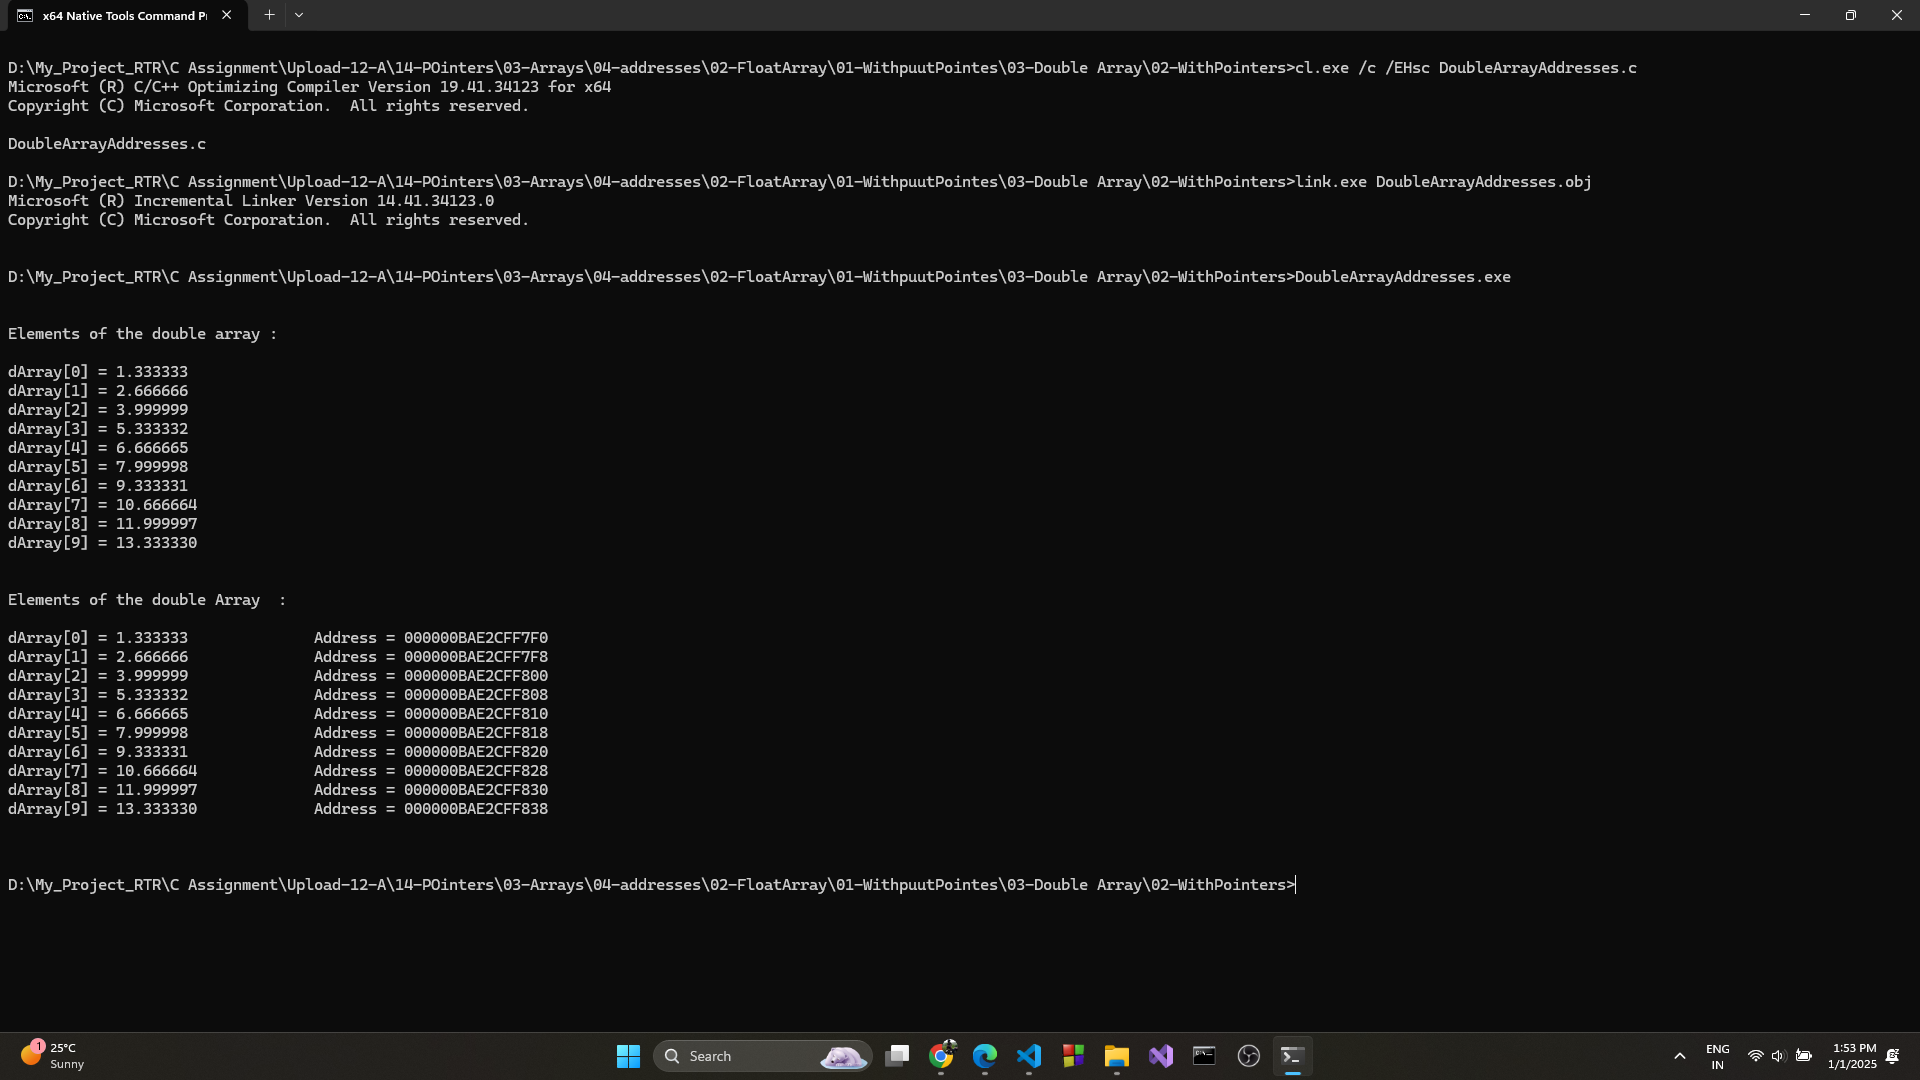 x64 Native Tools Command P
D:\My_Project_RTR\C Assignment\Upload-12-A\14-POinters\03-Arrays\04-addresses\02-FloatArray\01-WithpuutPointes\03-Double Array\02-WithPointers>cl.exe /c /EHsc DoubleArrayAddresses.c
Microsoft (R) C/C++ Optimizing Compiler Version 19.41.34123 for x64
Copyright (C) Microsoft Corporation.  All rights reserved.
DoubleArrayAddresses.c
D:\My_Project_RTR\C Assignment\Upload-12-A\14-POinters\03-Arrays\04-addresses\02-FloatArray\01-WithpuutPointes\03-Double Array\02-WithPointers>link.exe DoubleArrayAddresses.obj
Microsoft (R) Incremental Linker Version 14.41.34123.0
Copyright (C) Microsoft Corporation.  All rights reserved.
D:\My_Project_RTR\C Assignment\Upload-12-A\14-POinters\03-Arrays\04-addresses\02-FloatArray\01-WithpuutPointes\03-Double Array\02-WithPointers>DoubleArrayAddresses.exe
Elements of the double array :
dArray[0] = 1.333333
dArray[1] = 2.666666
dArray[2] = 3.999999
dArray[3] = 5.333332
dArray[4] = 6.666665
dArray[5] = 7.999998
dArray[6] = 9.333331
dArray[7] = 10.666664
dArray[8] = 11.999997
dArray[9] = 13.333330
Elements of the double Array  :
dArray[0] = 1.333333              Address = 000000BAE2CFF7F0
dArray[1] = 2.666666              Address = 000000BAE2CFF7F8
dArray[2] = 3.999999              Address = 000000BAE2CFF800
dArray[3] = 5.333332              Address = 000000BAE2CFF808
dArray[4] = 6.666665              Address = 000000BAE2CFF810
dArray[5] = 7.999998              Address = 000000BAE2CFF818
dArray[6] = 9.333331              Address = 000000BAE2CFF820
dArray[7] = 10.666664             Address = 000000BAE2CFF828
dArray[8] = 11.999997             Address = 000000BAE2CFF830
dArray[9] = 13.333330             Address = 000000BAE2CFF838
D:\My_Project_RTR\C Assignment\Upload-12-A\14-POinters\03-Arrays\04-addresses\02-FloatArray\01-WithpuutPointes\03-Double Array\02-WithPointers>
1
25°C
Sunny
Search
ENG
IN
1:53 PM
1/1/2025